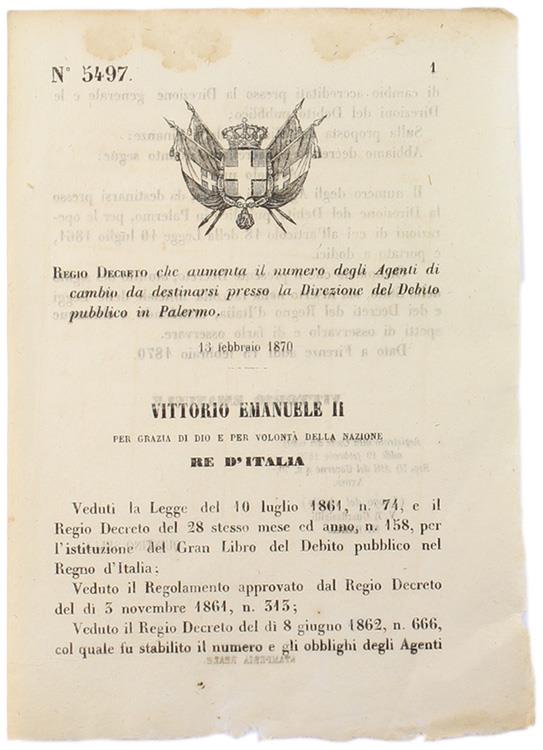 N° 5497.
1
REGIO DECRETO che aumenta il numero degli Agenti di
cambio da destinarsi presso la Direzione del Debito
pubblico in Palermo.
13 febbraio 1870
VITTORIO EMANUELE II
PER GRAZIA DI DIO E PER VOLONTÀ DELLA NAZIONE
RE D'ITALIA
Veduti la Legge del 10 luglio 1861, n. 74, e il
Regio Decreto del 28 stesso mese ed anno, n. 158, per
l'istituzione del Gran Libro del Debito pubblico nel
Regno d'Italia;
Veduto il Regolamento approvato dal Regio Decreto
del dì 3 novembre 1861, n. 313;
Veduto il Regio Decreto del dì 8 giugno 1862, n. 666,
col quale fu stabilito il numero e gli obblighi degli Agenti